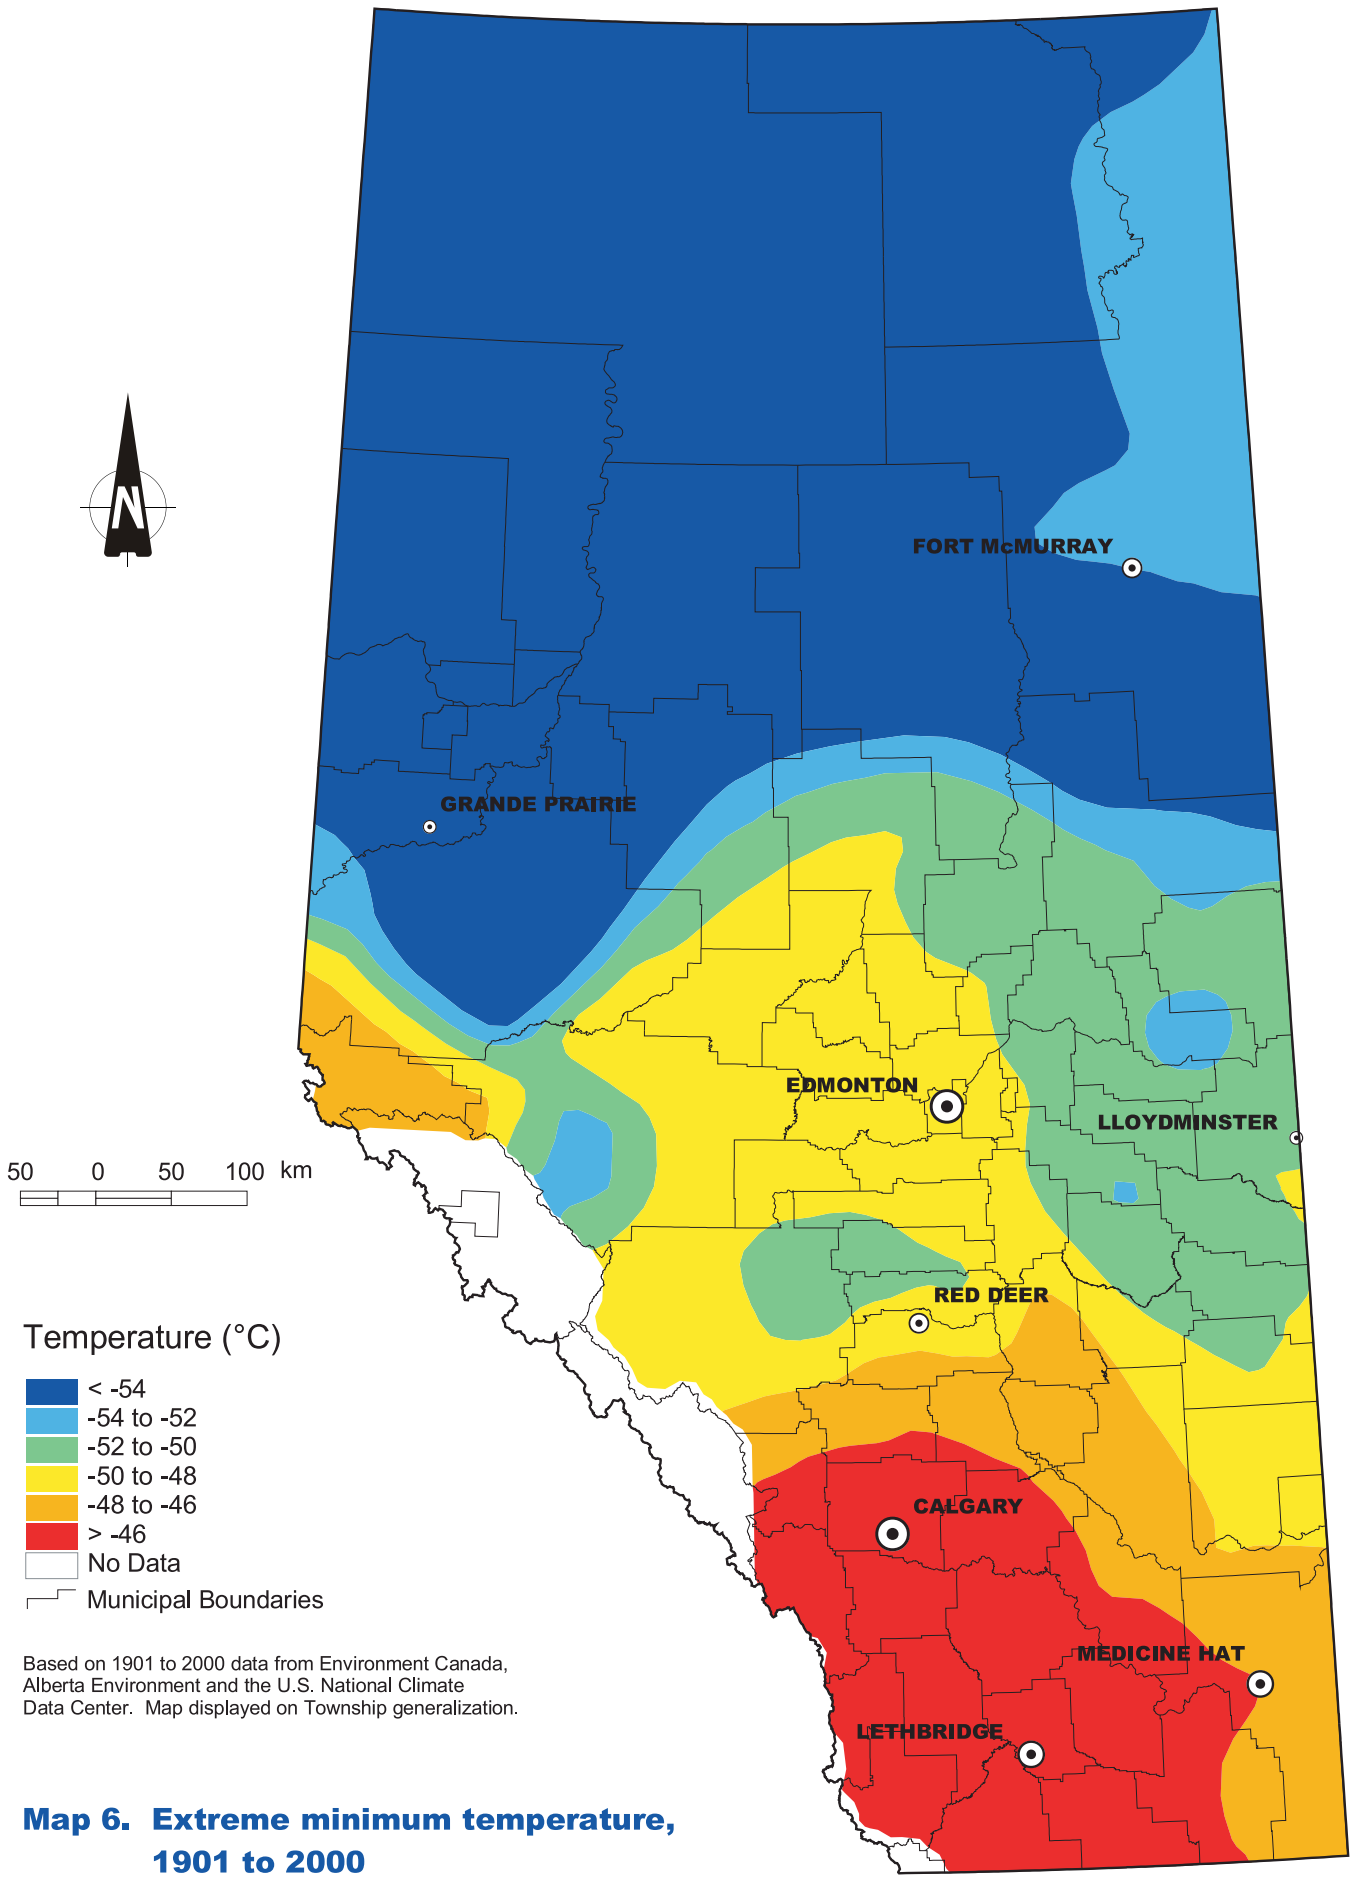 N
FORT McMURRAY
GRANDE PRAIRIE
EDMONTON
LLOYDMINSTER
50 0 50 100 km
RED DEER
Temperature (°C)
< -54
-54 to -52
-52 to -50
-50 to -48
-48 to -46
> -46
No Data
Municipal Boundaries
CALGARY
MEDICINE HAT
LETHBRIDGE
Based on 1901 to 2000 data from Environment Canada,
Alberta Environment and the U.S. National Climate
Data Center. Map displayed on Township generalization.
Map 6. Extreme minimum temperature,
1901 to 2000